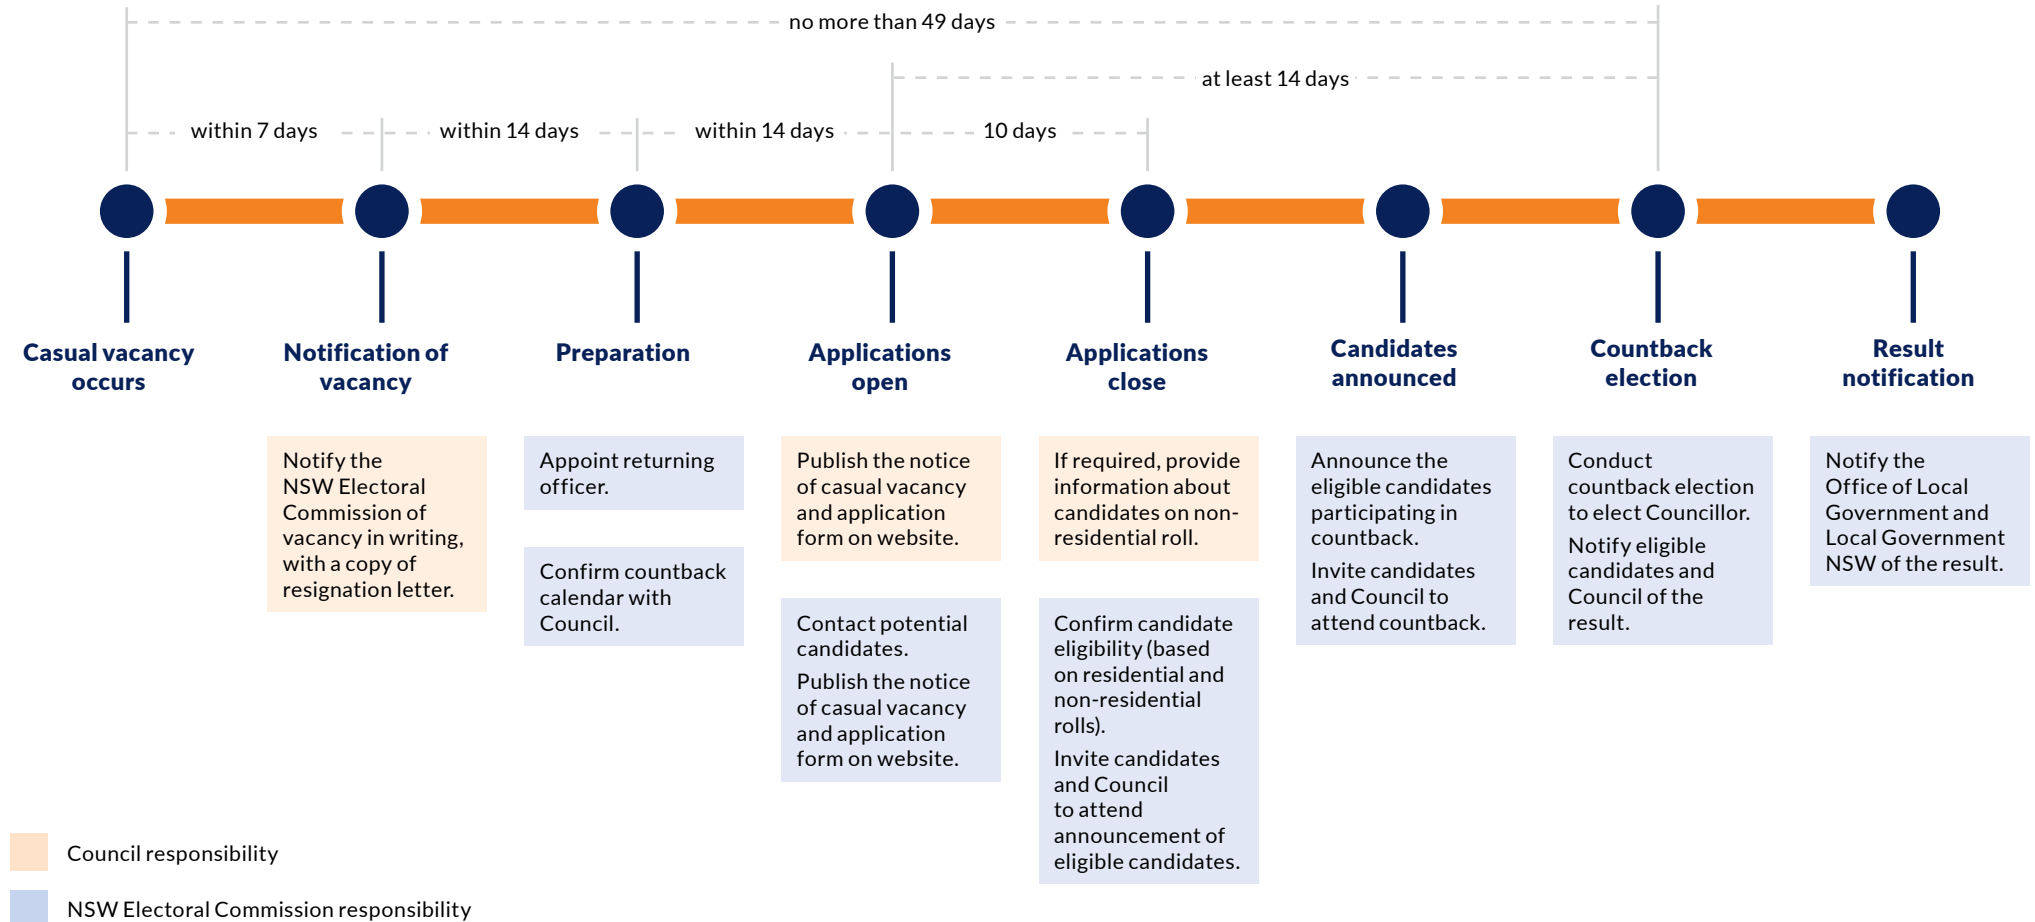 no more than 49 days
at least 14 days
within 7 days
within 14 days
within 14 days
10 days
Casual vacancy
occurs
Notification of
vacancy
Preparation
Applications
open
Applications
close
Candidates
announced
Countback
election
Result
notification
Notify the
NSW Electoral
Commission of
vacancy in writing,
with a copy of
resignation letter.
Appoint returning
officer.
Confirm countback
calendar with
Council.
Publish the notice
of casual vacancy
and application
form on website.
Contact potential
candidates.
Publish the notice
of casual vacancy
and application
form on website.
If required, provide
information about
candidates on non-
residential roll.
Confirm candidate
eligibility (based
on residential and
non-residential
rolls).
Invite candidates
and Council
to attend
announcement of
eligible candidates.
Announce the
eligible candidates
participating in
countback.
Invite candidates
and Council to
attend countback.
Conduct
countback election
to elect Councillor.
Notify eligible
candidates and
Council of the
result.
Notify the
Office of Local
Government and
Local Government
NSW of the result.
Council responsibility
NSW Electoral Commission responsibility